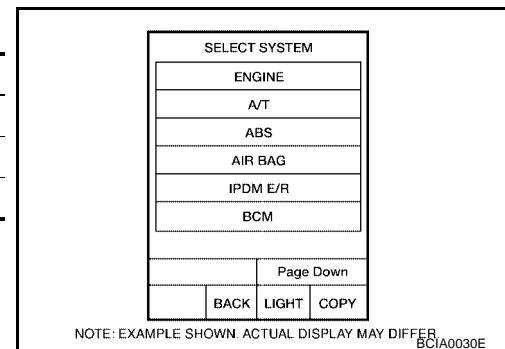 SELECT SYSTEM
ENGINE
A/T
ABS
AIR BAG
IPDM E/R
BCM
Page Down
BACK LIGHT COPY
NOTE: EXAMPLE SHOWN. ACTUAL DISPLAY MAY DIFFER
BCIA0030E